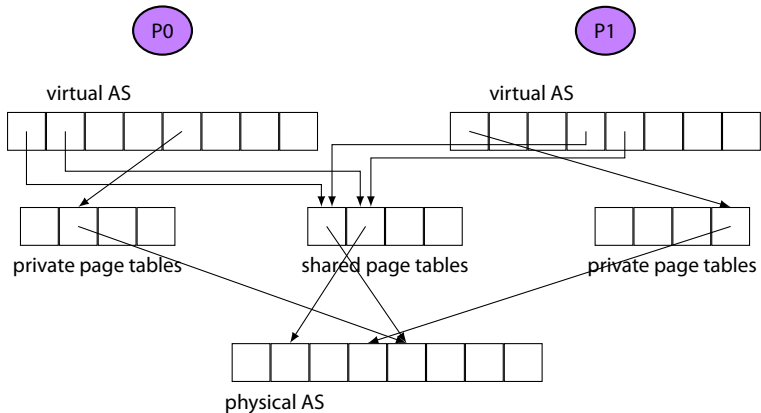 P0
P1
virtual AS
virtual AS
private page tables
shared page tables
private page tables
physical AS